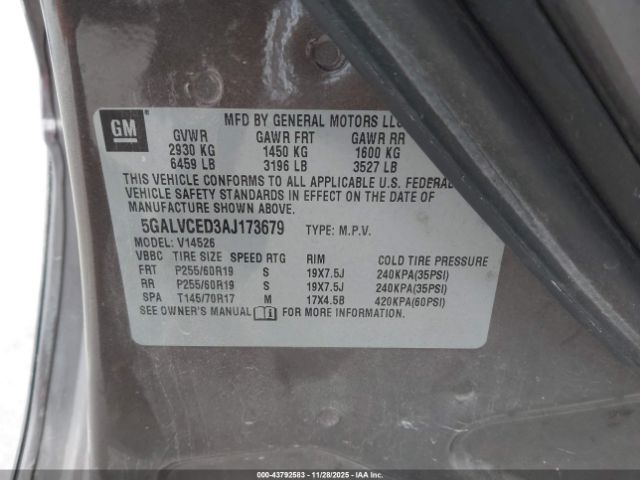 GM
MFD BY GENERAL MOTORS LLC
GVWR GAWR FRT GAWR RR
2930 KG 1450 KG 1600 KG
6459 LB 3196 LB 3527 LB
THIS VEHICLE CONFORMS TO ALL APPLICABLE U.S. FEDERAL
VEHICLE SAFETY STANDARDS IN EFFECT ON THE DATE OF
MANUFACTURE SHOWN ABOVE.
5GALVCED3AJ173679 TYPE: M.P.V.
MODEL: V14526
VBBC TIRE SIZE SPEED RTG RIM COLD TIRE PRESSURE
FRT P255/60R19 S 19X7.5J 240KPA(35PSI)
RR P255/60R19 S 19X7.5J 240KPA(35PSI)
SPA T145/70R17 M 17X4.5B 420KPA(60PSI)
SEE OWNER'S MANUAL i FOR MORE INFORMATION.
000-43792583 | 11/28/2025 | IAAI.COM